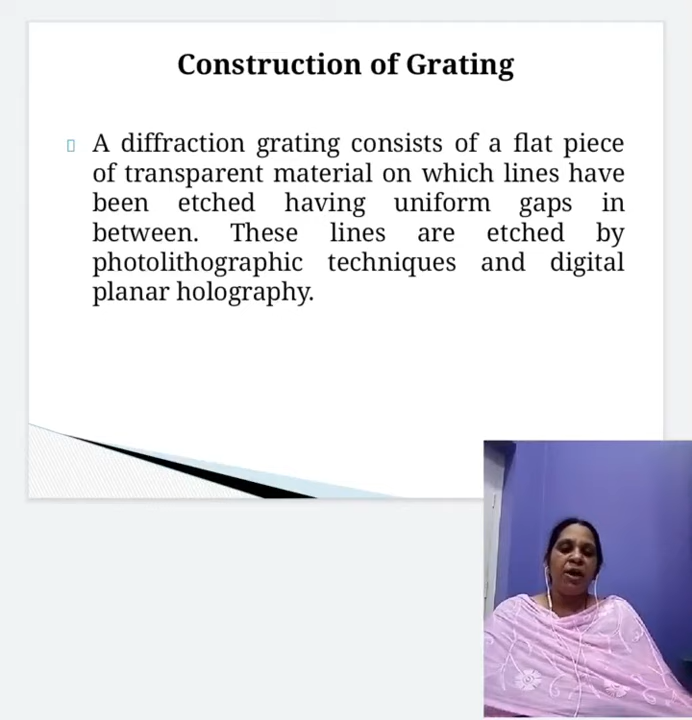 Construction of Grating
A diffraction grating consists of a flat piece
of transparent material on which lines have
been etched having uniform gaps in
between. These lines are etched by
photolithographic techniques and digital
planar holography.